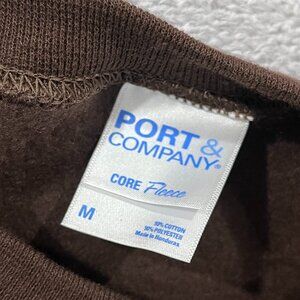 PORT &
COMPANY®
CORE Fleece
M
50% COTTON
50% POLYESTER
Made in Honduras